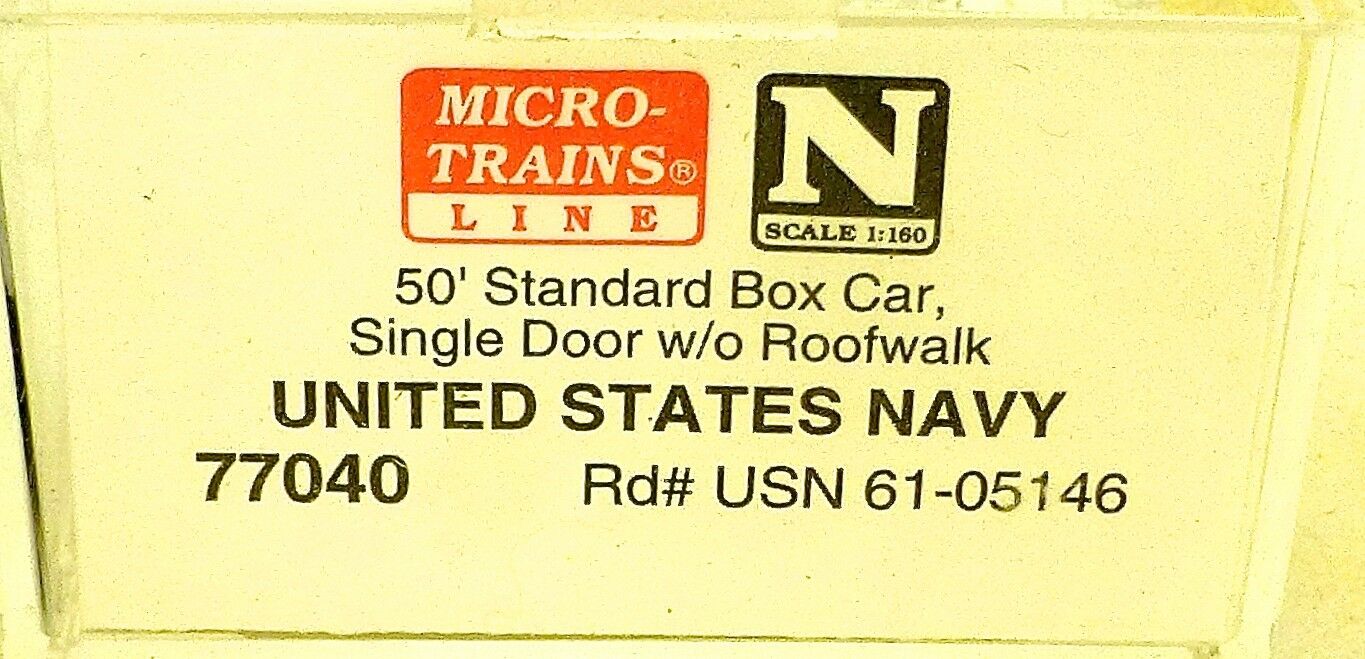 MICRO-
TRAINS®
LINE
N
SCALE 1:160
50' Standard Box Car,
Single Door w/o Roofwalk
UNITED STATES NAVY
77040 Rd# USN 61-05146